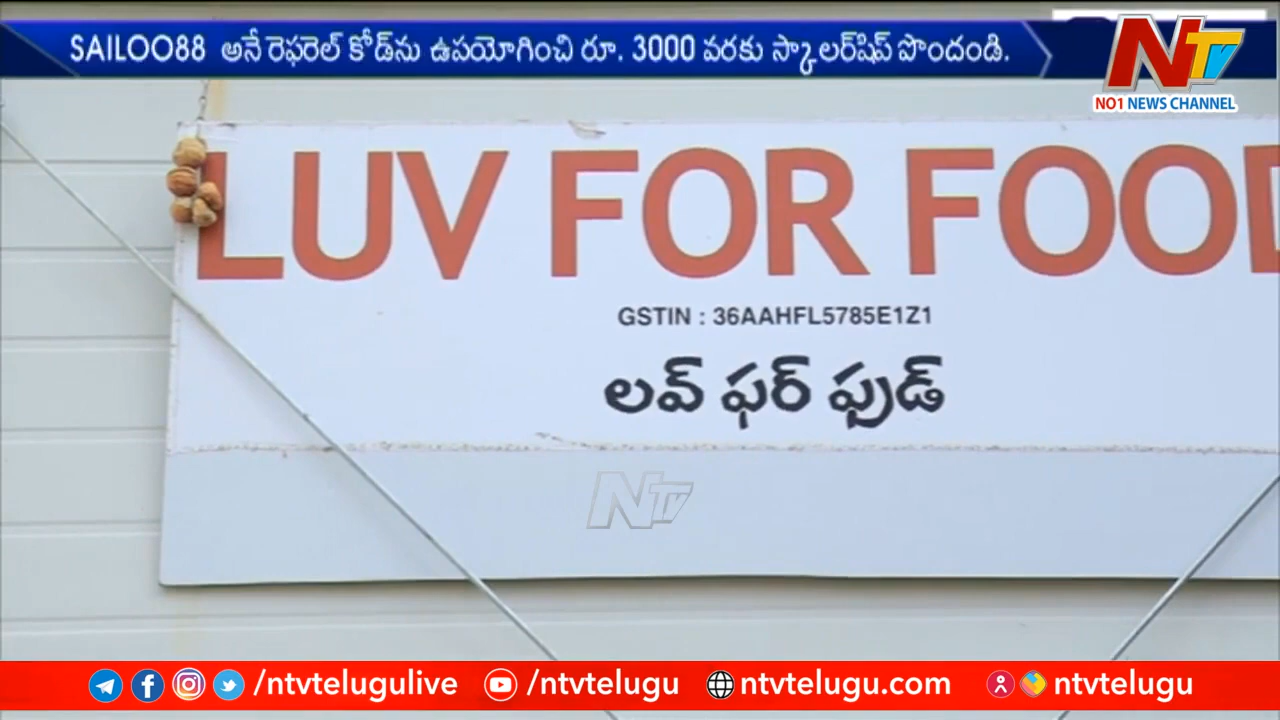 SAILOO88 అనే రెఫరెల్ కోడ్‌ను ఉపయోగించి రూ. 3000 వరకు స్కాలర్‌షిప్ పొందండి.
NTV
NO1 NEWS CHANNEL
LUV FOR FOOD
GSTIN : 36AAHFL5785E1Z1
లవ్ ఫర్ ఫుడ్
NTV
/ntvtelugulive /ntvtelugu ntvtelugu.com ntvtelugu